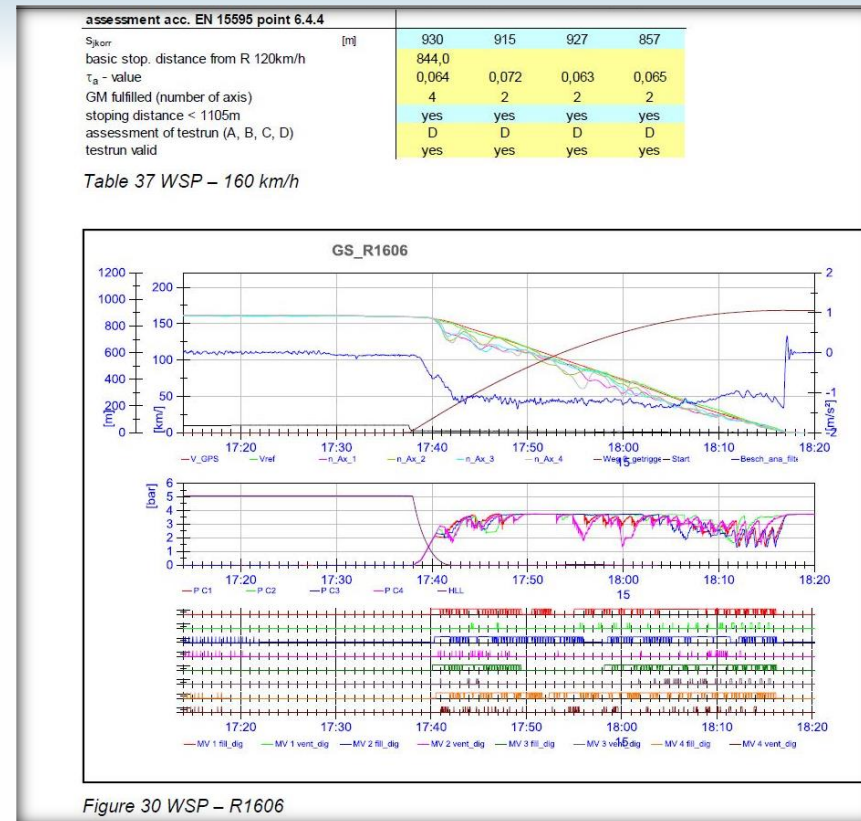 assessment acc. EN 15595 point 6.4.4
sjkorr [m] 930 915 927 857
basic stop. distance from R 120km/h 844,0
τa - value 0,064 0,072 0,063 0,065
GM fulfilled (number of axis) 4 2 2 2
stoping distance < 1105m yes yes yes yes
assessment of testrun (A, B, C, D) D D D D
testrun valid yes yes yes yes
Table 37 WSP – 160 km/h
GS_R1606
1200 1000 800 600 400 200 0 [m]
200 150 100 50 0 [km/]
2 1 0 -1 -2 [m/s²]
17:20 17:30 17:40 17:50 18:00 18:10 18:20
15
V_GPS Vref n_Ax_1 n_Ax_2 n_Ax_3 n_Ax_4 Start Besch_ana_filte
[bar] 6 5 4 3 2 1 0
17:20 17:30 17:40 17:50 18:00 18:10 18:20
15
P C1 P C2 P C3 P C4 HLL
17:20 17:30 17:40 17:50 18:00 18:10 18:20
15
MV 1 fill_dig MV 1 vent_dig MV 2 fill_dig MV 2 vent_dig MV 3 fill_dig MV 3 vent_dig MV 4 fill_dig MV 4 vent_dig
Figure 30 WSP – R1606